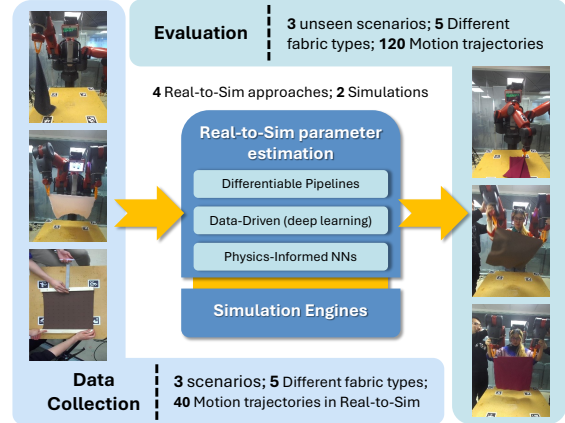 Evaluation
3 unseen scenarios; 5 Different
fabric types; 120 Motion trajectories
4 Real-to-Sim approaches; 2 Simulations
Real-to-Sim parameter
estimation
Differentiable Pipelines
Data-Driven (deep learning)
Physics-Informed NNs
Simulation Engines
Data
Collection
3 scenarios; 5 Different fabric types;
40 Motion trajectories in Real-to-Sim